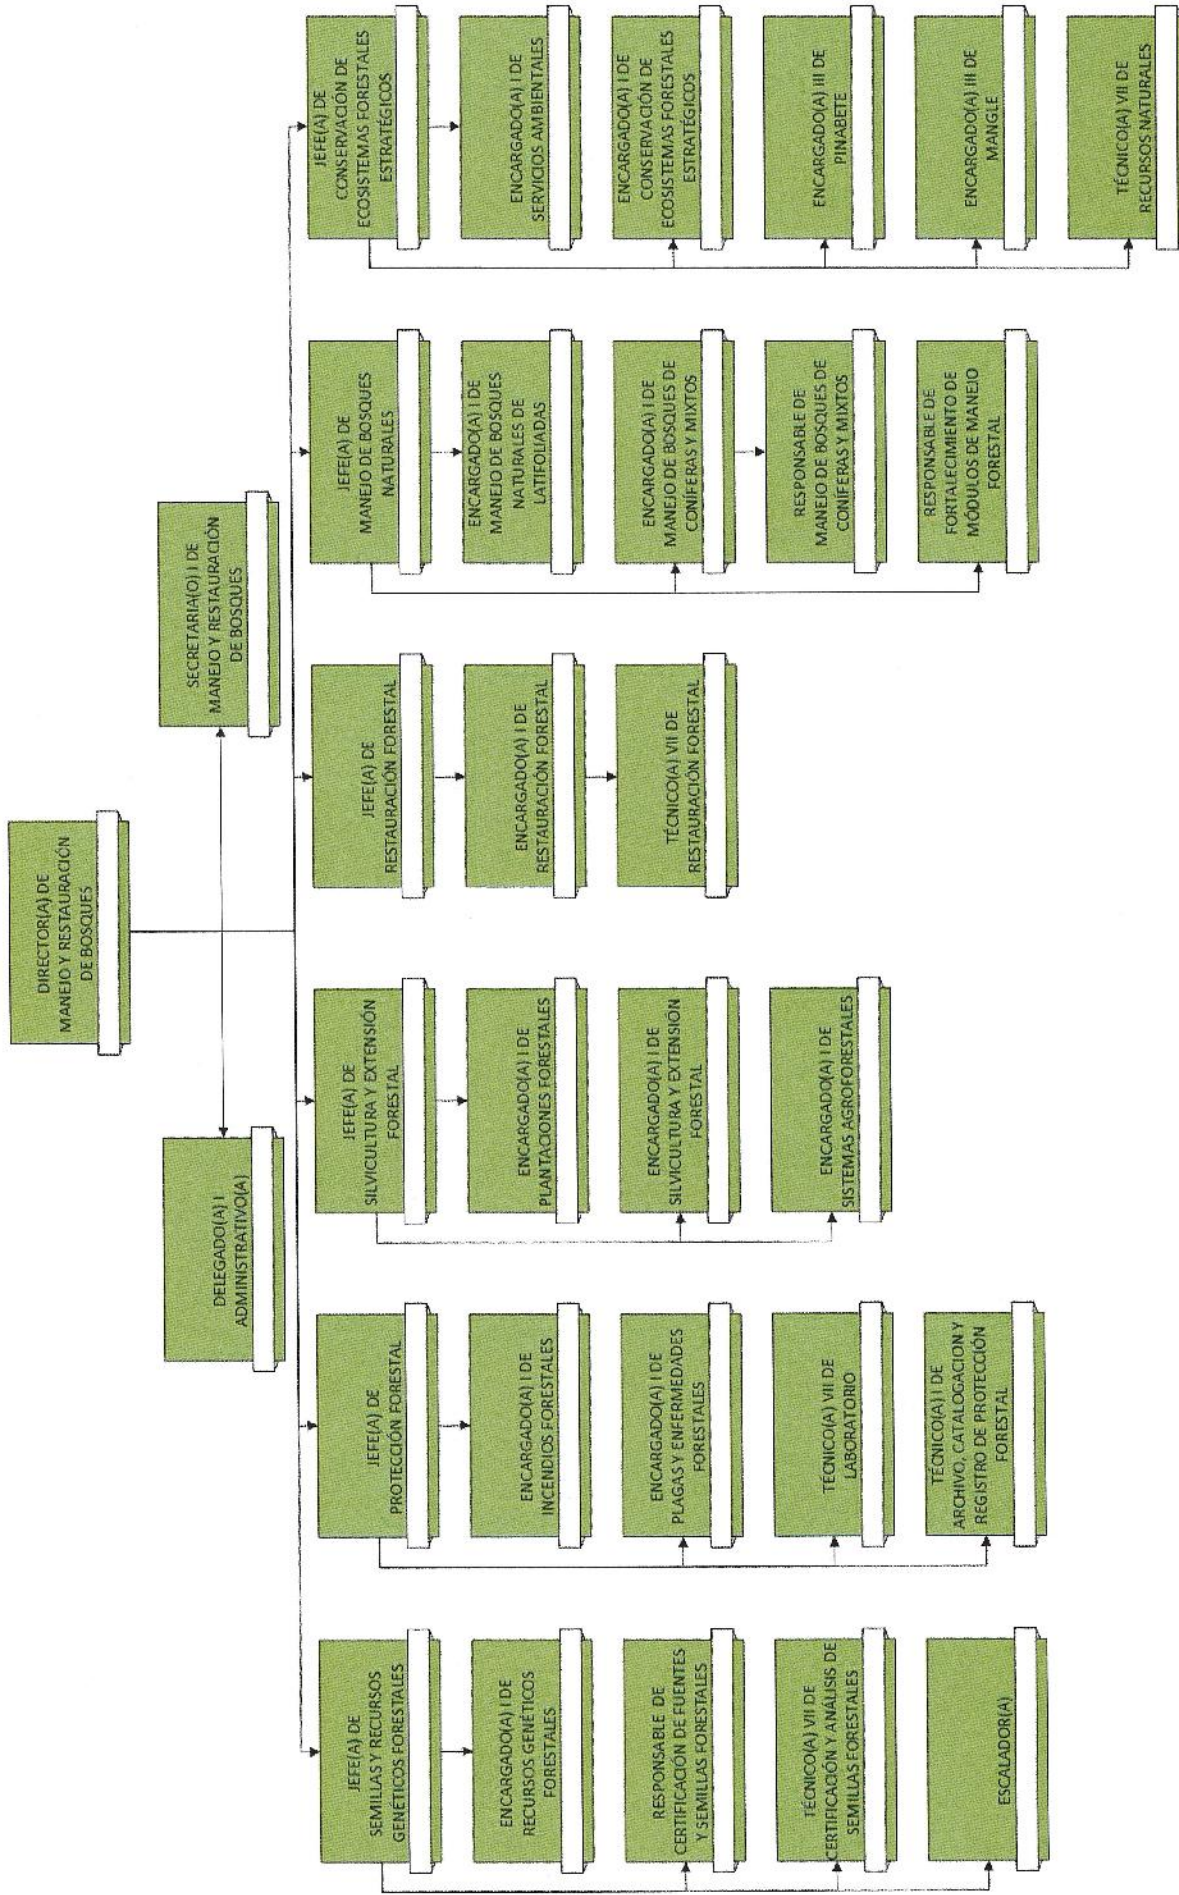 DIRECTOR(A) DE
MANEJO Y RESTAURACIÓN
DE BOSQUES
DELEGADO(A) I
ADMINISTRATIVO(A)
SECRETARIA(O) I DE
MANEJO Y RESTAURACIÓN
DE BOSQUES
JEFE(A) DE
SEMILLAS Y RECURSOS
GENÉTICOS FORESTALES
ENCARGADO(A) I DE
RECURSOS GENÉTICOS
FORESTALES
RESPONSABLE DE
CERTIFICACIÓN DE FUENTES
Y SEMILLAS FORESTALES
TÉCNICO(A) VII DE
CERTIFICACIÓN Y ANÁLISIS DE
SEMILLAS FORESTALES
ESCALADOR(A)
JEFE(A) DE
PROTECCIÓN FORESTAL
ENCARGADO(A) I DE
INCENDIOS FORESTALES
ENCARGADO(A) I DE
PLAGAS Y ENFERMEDADES
FORESTALES
TÉCNICO(A) VII DE
LABORATORIO
TÉCNICO(A) I DE
ARCHIVO, CATALOGACION Y
REGISTRO DE PROTECCIÓN
FORESTAL
JEFE(A) DE
SILVICULTURA Y EXTENSIÓN
FORESTAL
ENCARGADO(A) I DE
PLANTACIONES FORESTALES
ENCARGADO(A) I DE
SILVICULTURA Y EXTENSIÓN
FORESTAL
ENCARGADO(A) I DE
SISTEMAS AGROFORESTALES
JEFE(A) DE
RESTAURACIÓN FORESTAL
ENCARGADO(A) I DE
RESTAURACIÓN FORESTAL
TÉCNICO(A) VII DE
RESTAURACIÓN FORESTAL
JEFE(A) DE
MANEJO DE BOSQUES
NATURALES
ENCARGADO(A) I DE
MANEJO DE BOSQUES
NATURALES DE
LATIFOLIADAS
ENCARGADO(A) I DE
MANEJO DE BOSQUES DE
CONÍFERAS Y MIXTOS
RESPONSABLE DE
MANEJO DE BOSQUES DE
CONÍFERAS Y MIXTOS
RESPONSABLE DE
FORTALECIMIENTO DE
MÓDULOS DE MANEJO
FORESTAL
JEFE(A) DE
CONSERVACIÓN DE
ECOSISTEMAS FORESTALES
ESTRATÉGICOS
ENCARGADO(A) I DE
SERVICIOS AMBIENTALES
ENCARGADO(A) I DE
CONSERVACIÓN DE
ECOSISTEMAS FORESTALES
ESTRATÉGICOS
ENCARGADO(A) III DE
PINABETE
ENCARGADO(A) III DE
MANGLE
TÉCNICO(A) VII DE
RECURSOS NATURALES